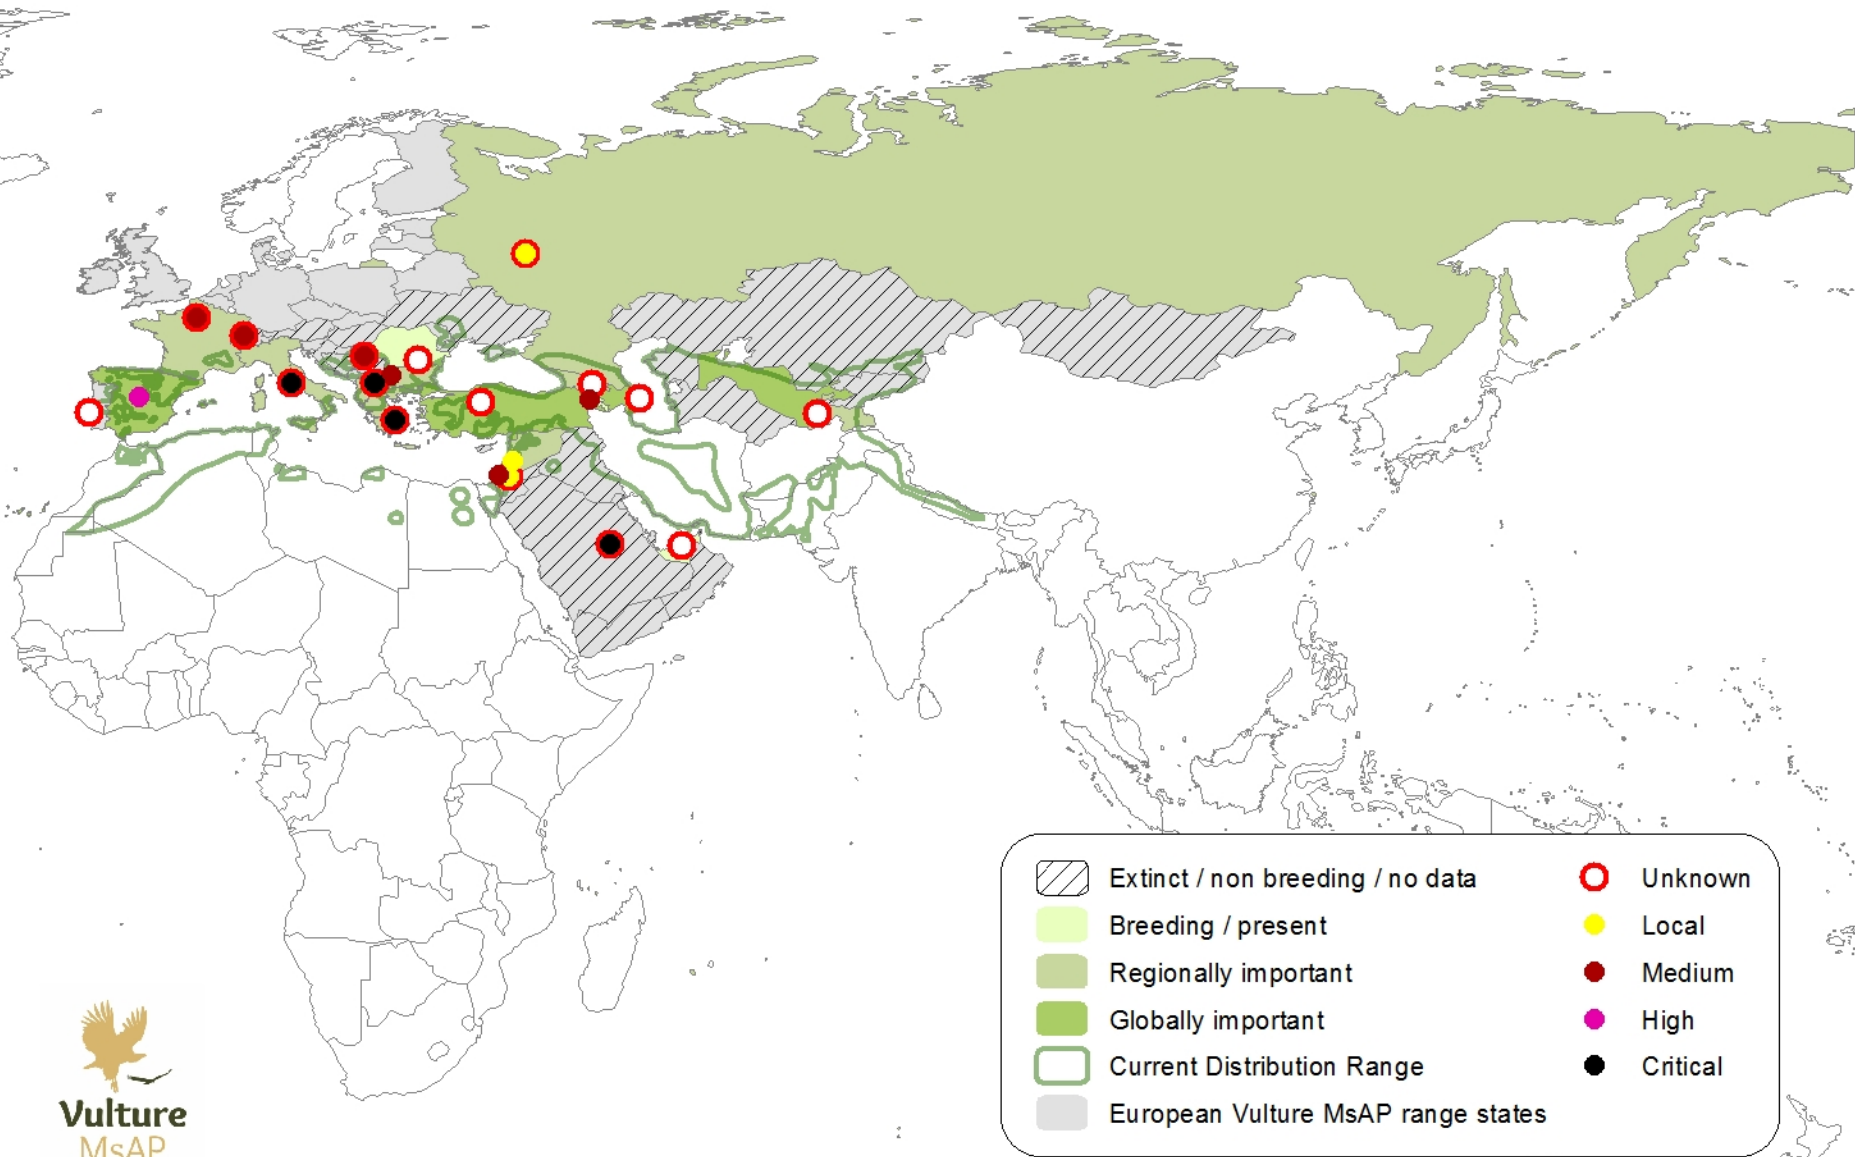 Extinct / non breeding / no data
Breeding / present
Regionally important
Globally important
Current Distribution Range
European Vulture MsAP range states
Unknown
Local
Medium
High
Critical
Vulture
MsAP